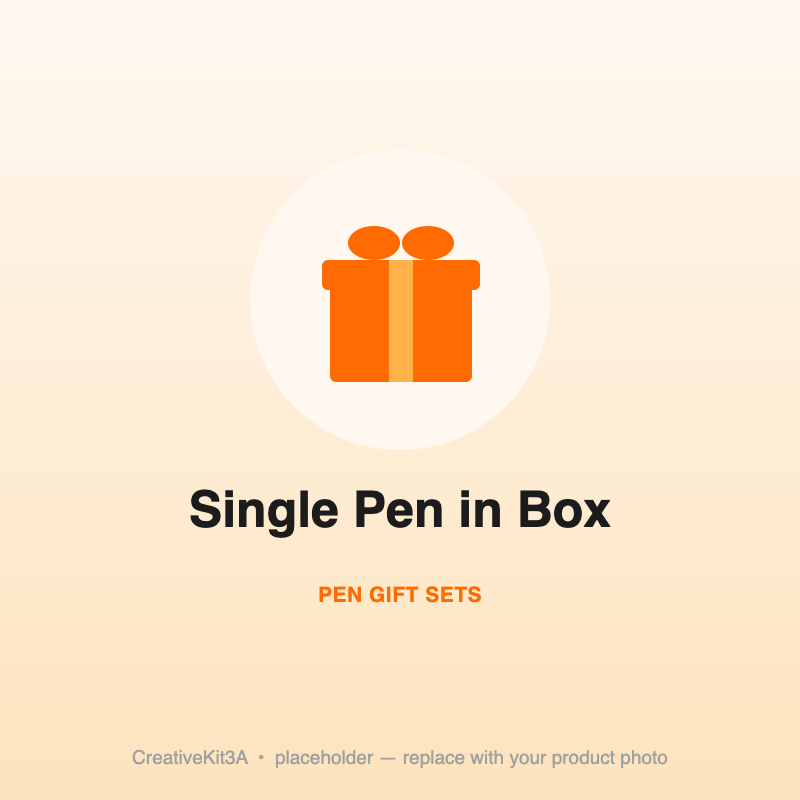 Single Pen in Box
PEN GIFT SETS
CreativeKit3A • placeholder — replace with your product photo